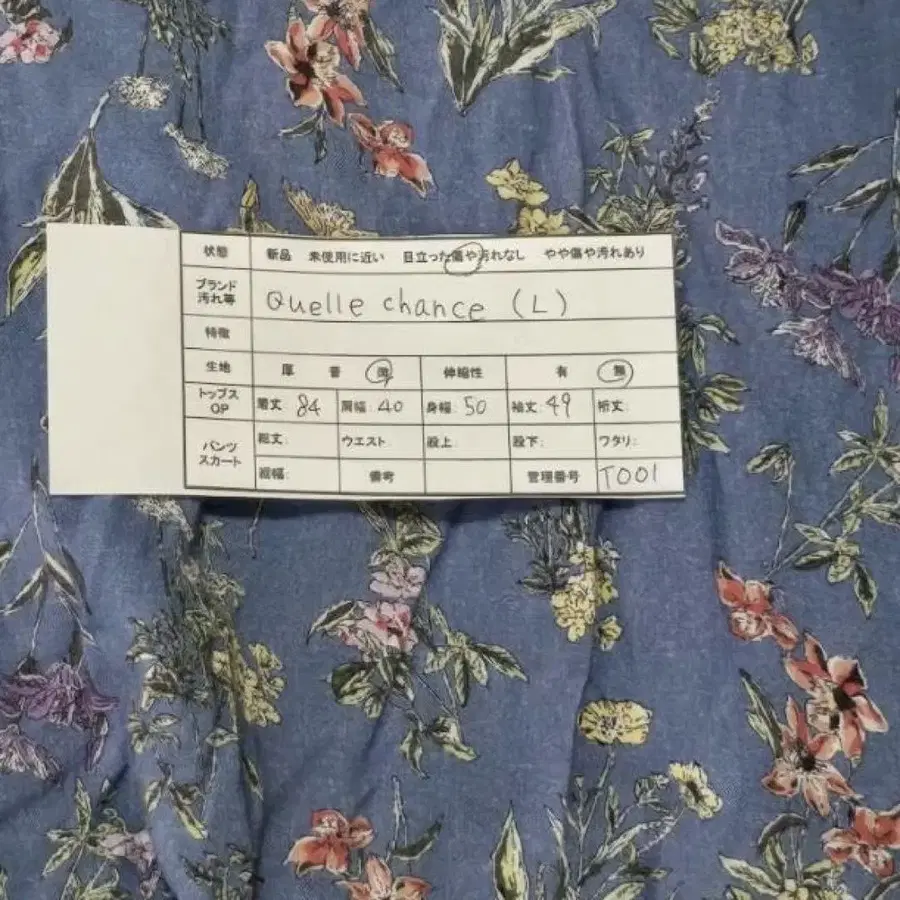 状態 新品 未使用に近い 目立った傷や汚れなし やや傷や汚れあり
ブランド
汚れ等 Quelle chance (L)
特徴
生地 厚 普 薄 伸縮性 有 無
トップス
OP 着丈 84 肩幅: 40 身幅: 50 袖丈: 49 裄丈:
パンツ
スカート 総丈: ウエスト 股上: 股下: ワタリ:
裾幅: 備考 管理番号 T001